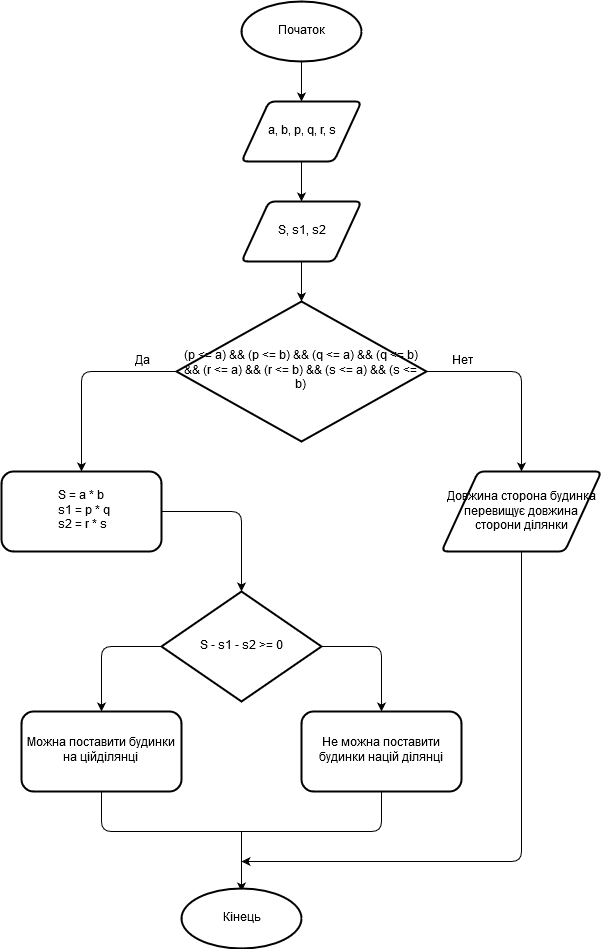 Початок
a, b, p, q, r, s
S, s1, s2
(p <= a) && (p <= b) && (q <= a) && (q <= b)
&& (r <= a) && (r <= b) && (s <= a) && (s <=
b)
Да
Нет
S = a * b
s1 = p * q
s2 = r * s
Довжина сторона будинка
перевищує довжина
сторони ділянки
S - s1 - s2 >= 0
Можна поставити будинки
наційділянці
Не можна поставити
будинки націй ділянці
Кінець